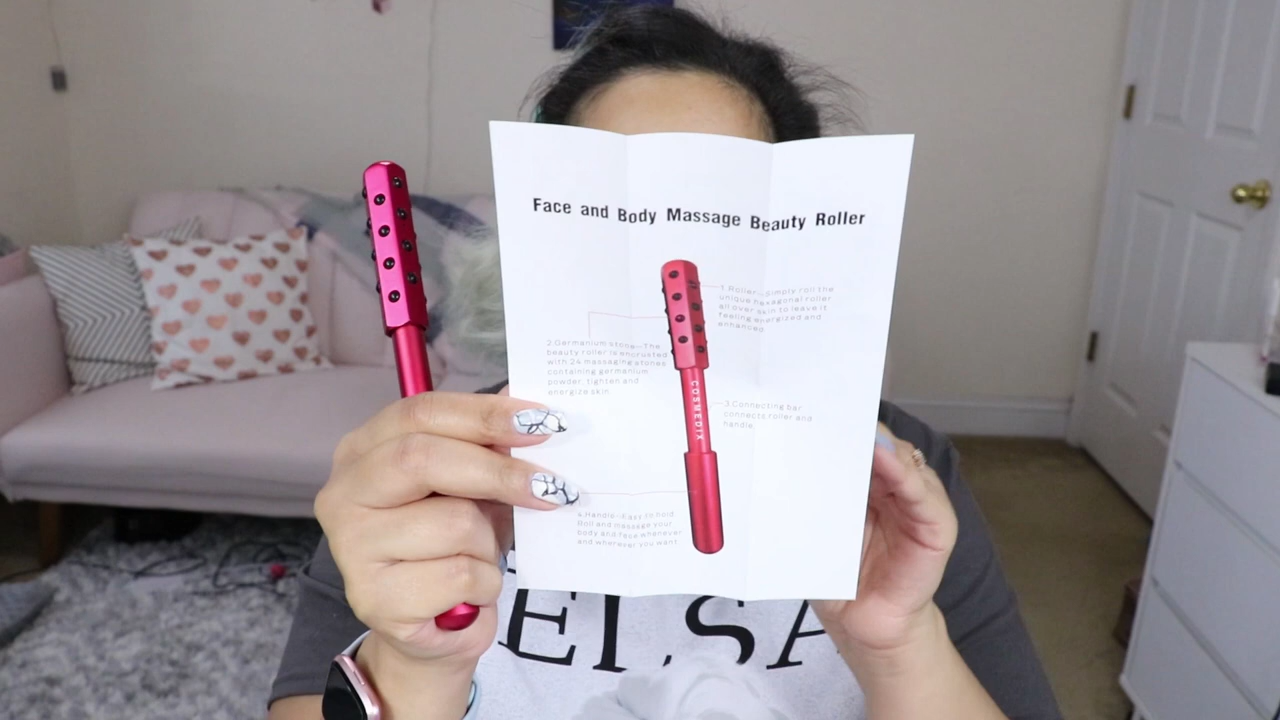 Face and Body Massage Beauty Roller
1.Roller--Simply roll the
unique hexagonal roller
all over skin to leave it
feeling energized and
enhanced.
2.Germanium stone--The
beauty roller is encrusted
with 24 massaging stones
containing germanium
powder, tighten and
energize skin.
COSMEDIX
3.Connecting bar
connects roller and
handle.
4.Handle--Easy to hold
Roll and massage your
body and face whenever
and wherever you want
ELSA